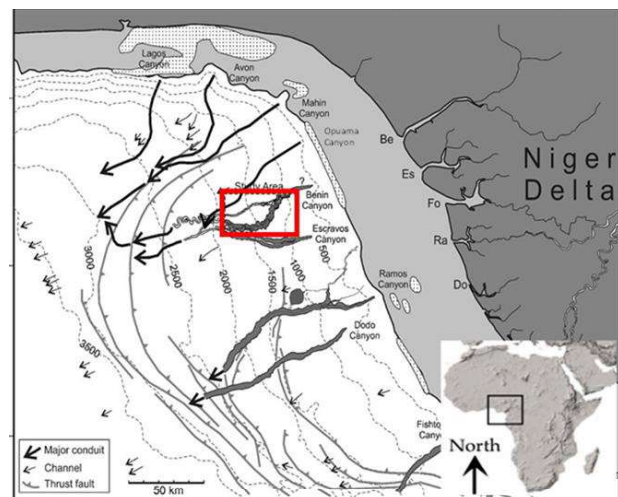 Lagos
Canyon
Avon
Canyon
Mahin
Canyon
Opuama
Canyon
Be
Es
Fo
Ra
Do
Niger
Delta
Study Area
?
Benin
Canyon
Escravos
Canyon
Ramos
Canyon
Dodo
Canyon
3000
2500
2000
1500
1000
500
3500
Fishto
Cany
Major conduit
Channel
Thrust fault
50 km
North